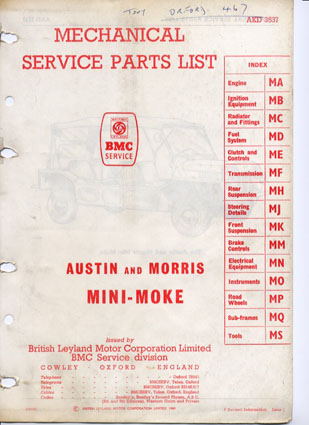 AKD 3537
MECHANICAL
SERVICE PARTS LIST
BMC
SERVICE
AUSTIN AND MORRIS
MINI-MOKE
Issued by
British Leyland Motor Corporation Limited
BMC Service division
COWLEY OXFORD ENGLAND
INDEX
Engine MA
Ignition
Equipment MB
Radiator
and Fittings MC
Fuel
System MD
Clutch and
Controls ME
Transmission MF
Rear
Suspension MH
Steering
Details MJ
Front
Suspension MK
Brake
Controls MM
Electrical
Equipment MN
Instruments MO
Road
Wheels MP
Sub-frames MQ
Tools MS